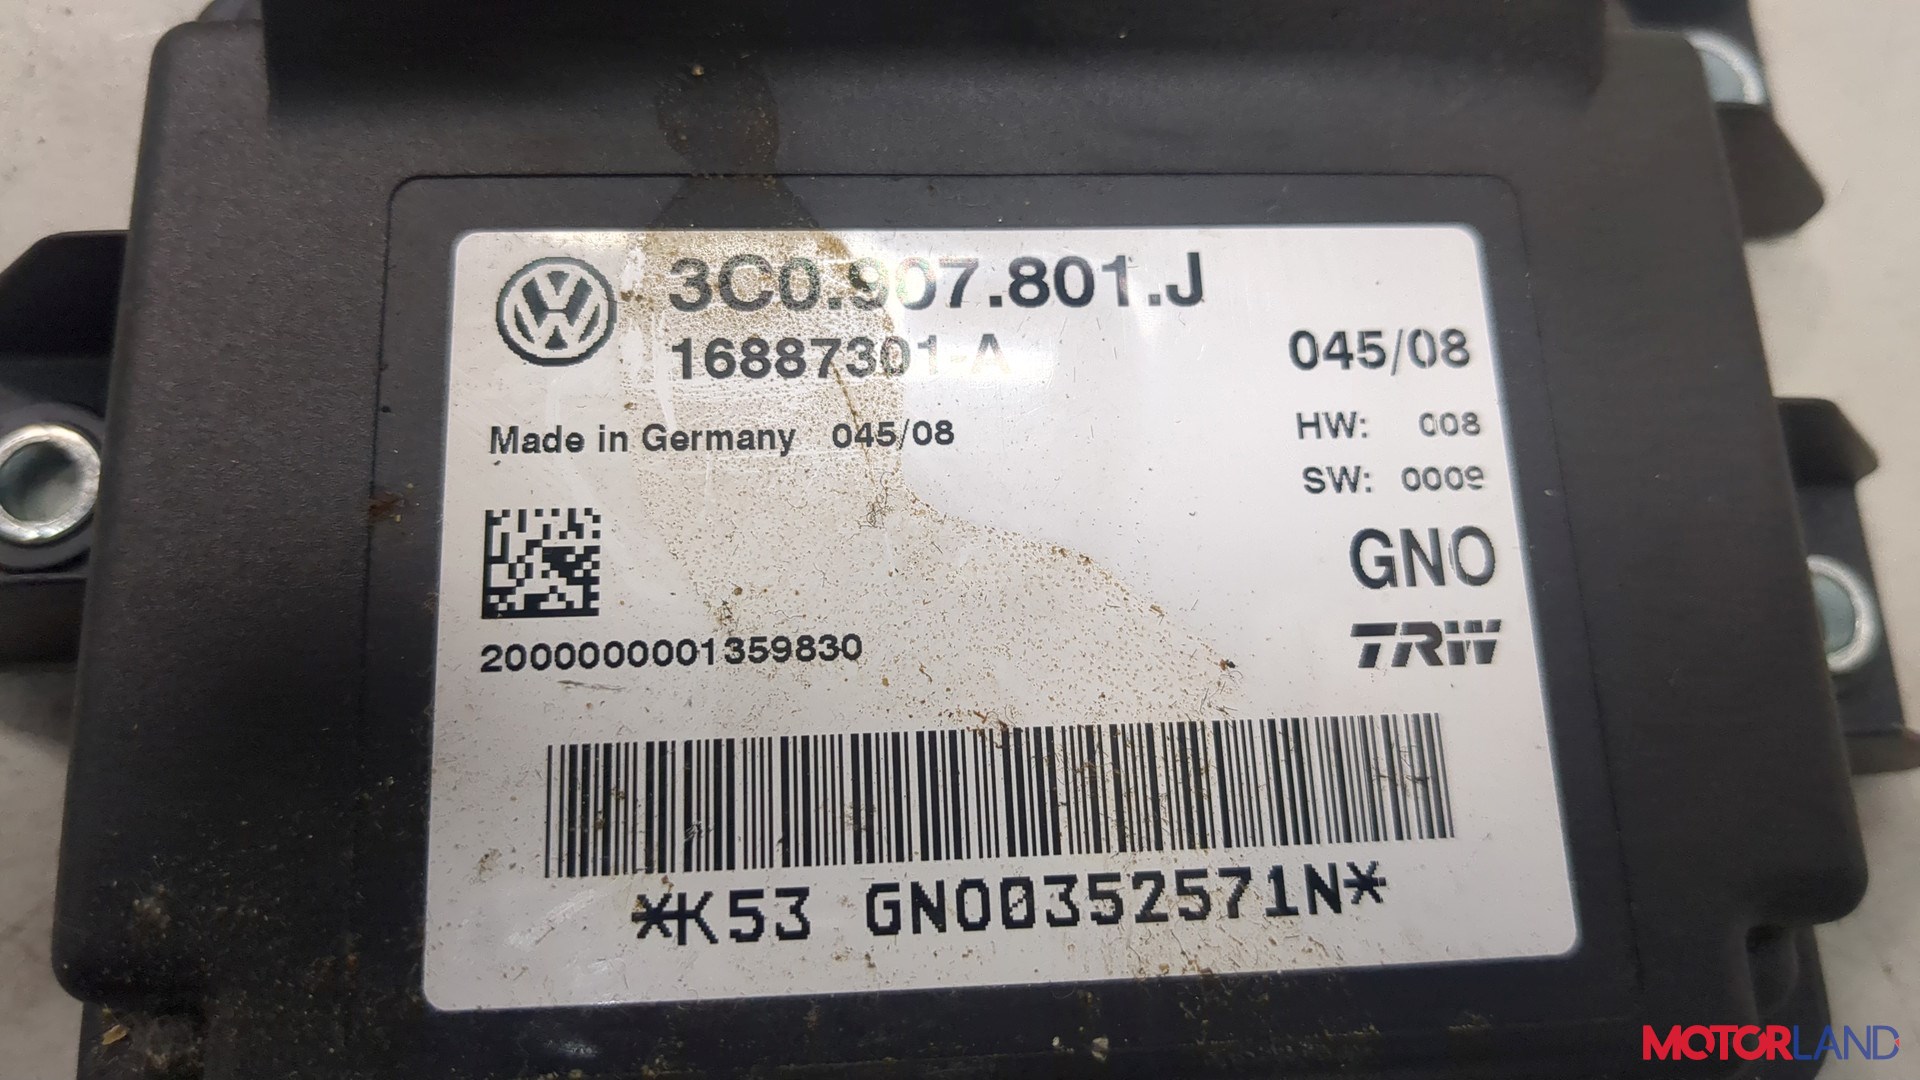 3C0.907.801.J
16887301-A
045/08
Made in Germany 045/08
HW: 008
SW: 0009
GNO
TRW
2000000001359830
*K53 GNO00352571N*
MOTORLAND